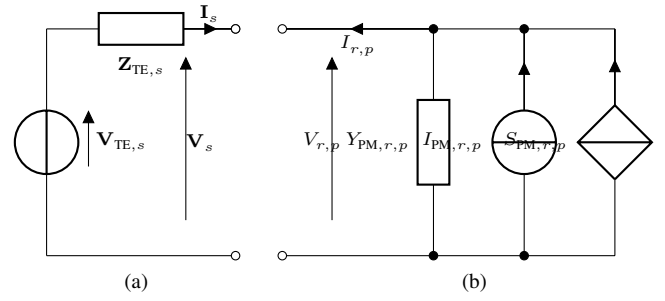 I_s
Z_TE,s
V_TE,s
V_s
I_r,p
V_r,p Y_PM,r,p I_PM,r,p S_PM,r,p
(a) (b)